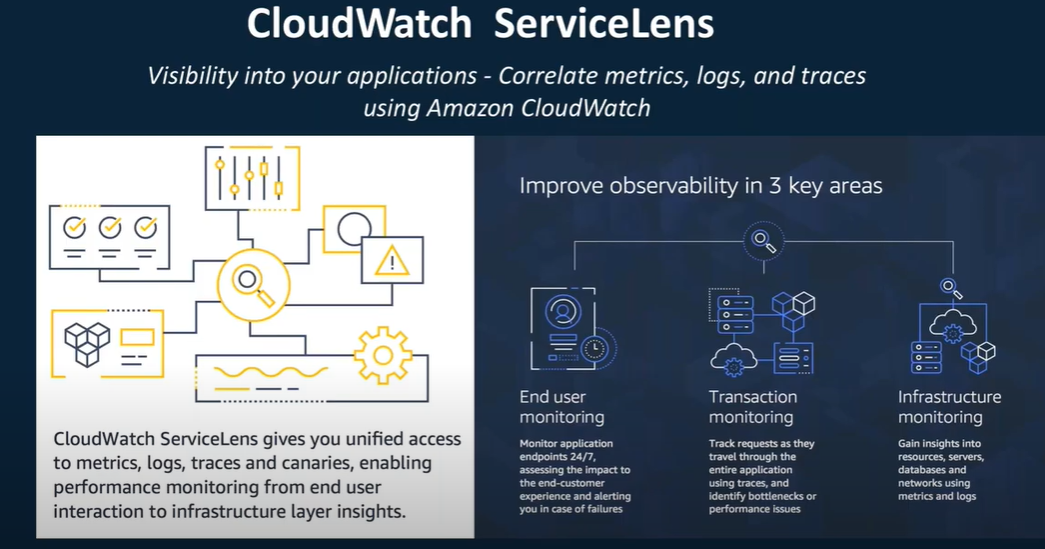 CloudWatch ServiceLens
Visibility into your applications - Correlate metrics, logs, and traces
using Amazon CloudWatch
CloudWatch ServiceLens gives you unified access
to metrics, logs, traces and canaries, enabling
performance monitoring from end user
interaction to infrastructure layer insights.
Improve observability in 3 key areas
End user
monitoring
Monitor application
endpoints 24/7,
assessing the impact to
the end-customer
experience and alerting
you in case of failures
Transaction
monitoring
Track requests as they
travel through the
entire application
using traces, and
identify bottlenecks or
performance issues
Infrastructure
monitoring
Gain insights into
resources, servers,
databases and
networks using
metrics and logs